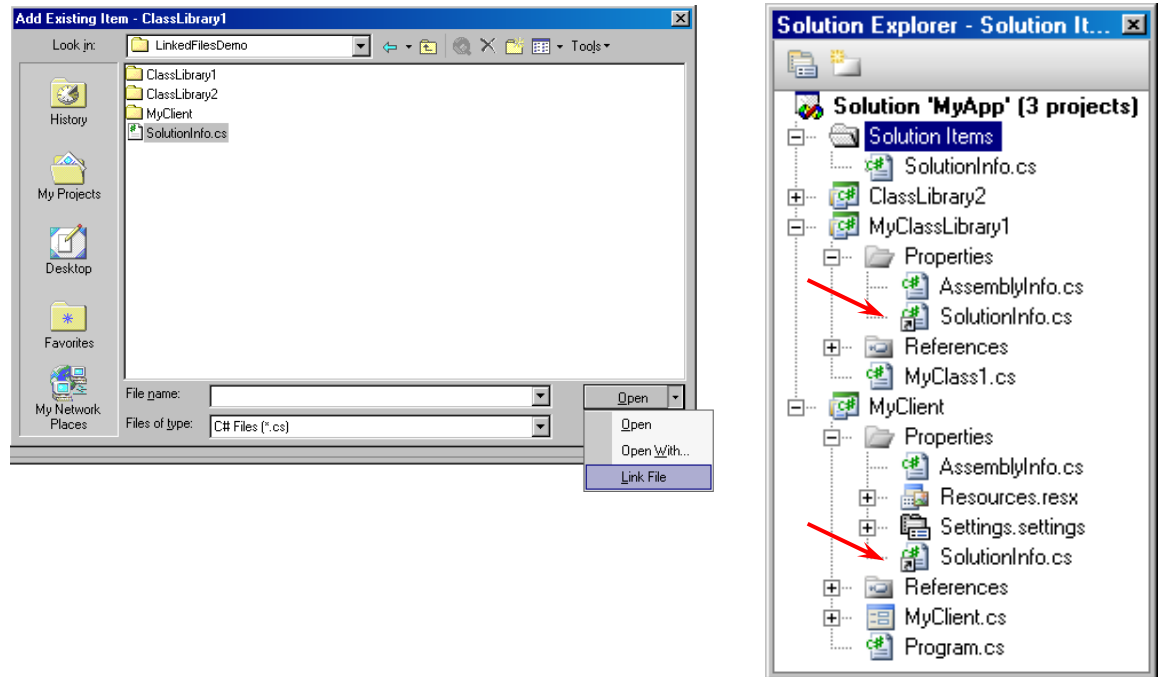 Add Existing Item - ClassLibrary1
Look in:
LinkedFilesDemo
Tools
History
My Projects
Desktop
Favorites
My Network
Places
ClassLibrary1
ClassLibrary2
MyClient
SolutionInfo.cs
File name:
Open
Files of type:
C# Files (*.cs)
Open
Open With...
Link File
Solution Explorer - Solution It...
Solution 'MyApp' (3 projects)
Solution Items
SolutionInfo.cs
ClassLibrary2
MyClassLibrary1
Properties
AssemblyInfo.cs
SolutionInfo.cs
References
MyClass1.cs
MyClient
Properties
AssemblyInfo.cs
Resources.resx
Settings.settings
SolutionInfo.cs
References
MyClient.cs
Program.cs